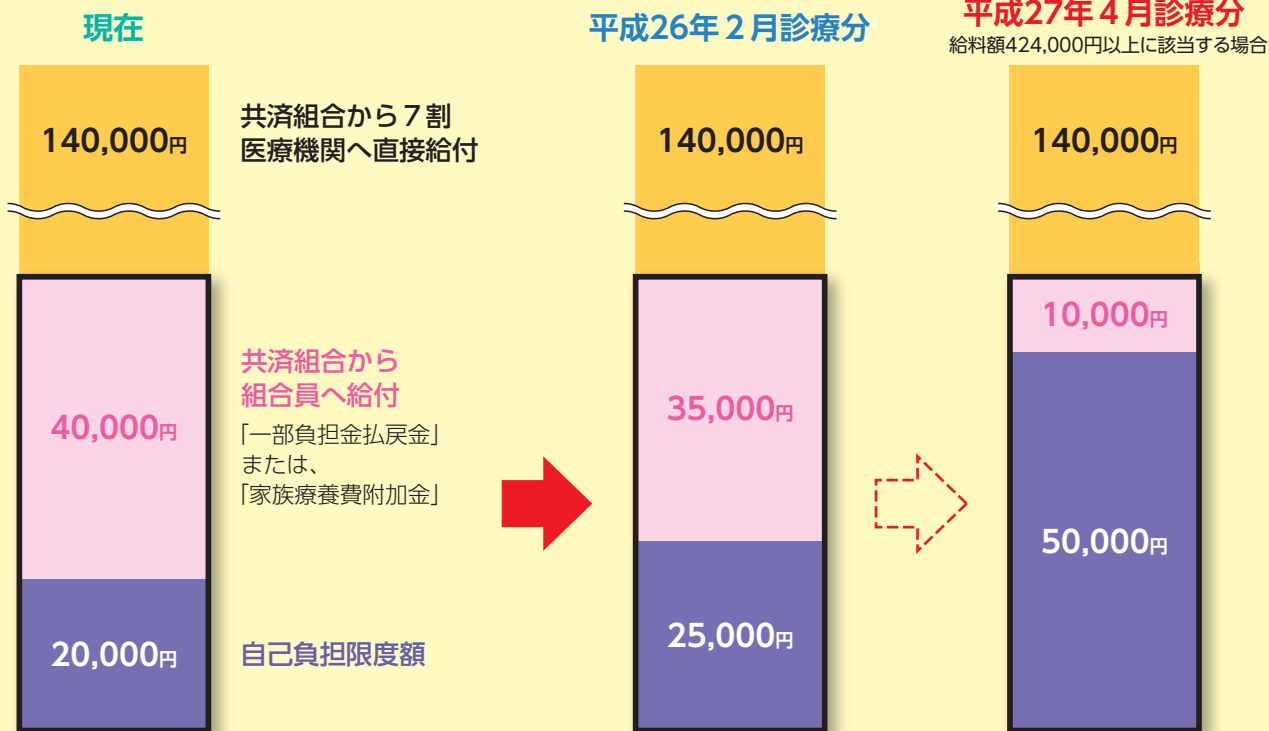 現在
140,000円
共済組合から７割
医療機関へ直接給付
40,000円
共済組合から
組合員へ給付
「一部負担金払戻金」
または、
「家族療養費附加金」
20,000円
自己負担限度額
平成26年２月診療分
140,000円
35,000円
25,000円
平成27年４月診療分
給料額424,000円以上に該当する場合
140,000円
10,000円
50,000円